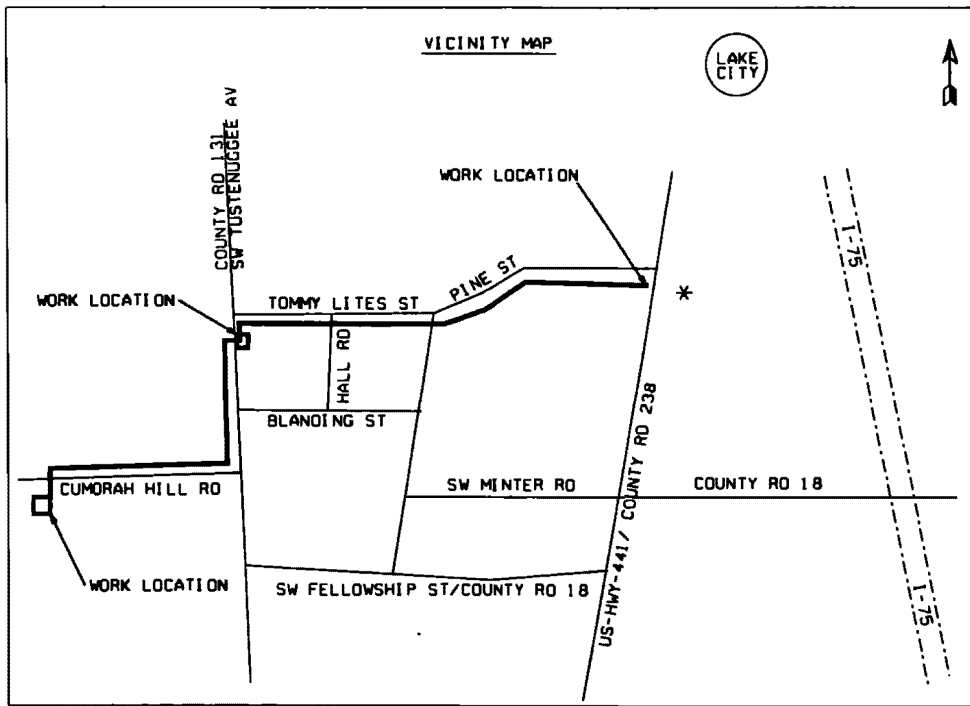 VICINITY MAP
LAKE
CITY
COUNTY RD 131
SW TUSTENUGGEE AV
WORK LOCATION
I-75
PINE ST
WORK LOCATION
TOMMY LITES ST
*
HALL RD
BLANDING ST
US-HWY-441/ COUNTY RD 238
CUMORAH HILL RD
SW MINTER RD
COUNTY RD 18
WORK LOCATION
SW FELLOWSHIP ST/COUNTY RD 18
I-75